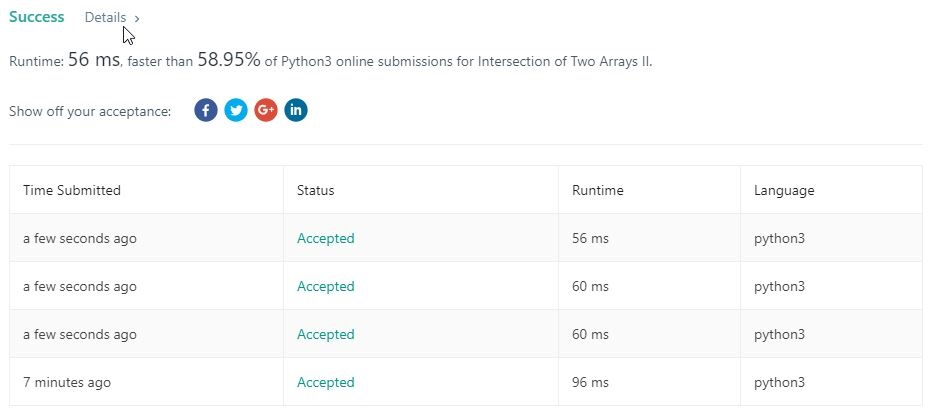 Success Details ›
Runtime: 56 ms, faster than 58.95% of Python3 online submissions for Intersection of Two Arrays II.
Show off your acceptance: f G+ in
Time Submitted Status Runtime Language
a few seconds ago Accepted 56 ms python3
a few seconds ago Accepted 60 ms python3
a few seconds ago Accepted 60 ms python3
7 minutes ago Accepted 96 ms python3